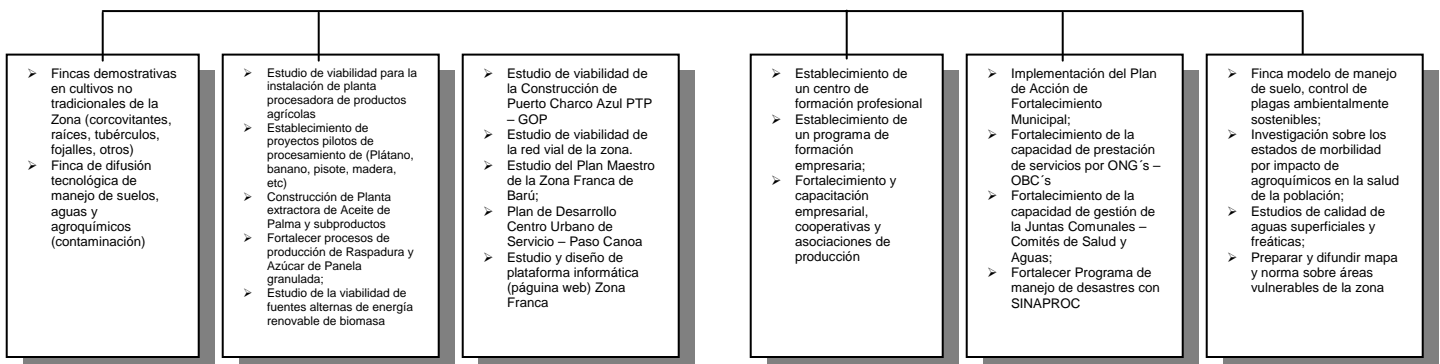 ➢ Fincas demostrativas
en cultivos no
tradicionales de la
Zona (corcovitantes,
raíces, tubérculos,
fojalles, otros)
➢ Finca de difusión
tecnológica de
manejo de suelos,
aguas y
agroquímicos
(contaminación)
➢ Estudio de viabilidad para la
instalación de planta
procesadora de productos
agrícolas
➢ Establecimiento de
proyectos pilotos de
procesamiento de (Plátano,
banano, pisote, madera,
etc)
➢ Construcción de Planta
extractora de Aceite de
Palma y subproductos
➢ Fortalecer procesos de
producción de Raspadura y
Azúcar de Panela
granulada;
➢ Estudio de la viabilidad de
fuentes alternas de energía
renovable de biomasa
➢ Estudio de viabilidad de
la Construcción de
Puerto Charco Azul PTP
– GOP
➢ Estudio de viabilidad de
la red vial de la zona.
➢ Estudio del Plan Maestro
de la Zona Franca de
Barú;
➢ Plan de Desarrollo
Centro Urbano de
Servicio – Paso Canoa
➢ Estudio y diseño de
plataforma informática
(páguina web) Zona
Franca
➢ Establecimiento de
un centro de
formación profesional
➢ Establecimiento de
un programa de
formación
empresaria;
➢ Fortalecimiento y
capacitación
empresarial,
cooperativas y
asociaciones de
producción
➢ Implementación del Plan
de Acción de
Fortalecimiento
Municipal;
➢ Fortalecimiento de la
capacidad de prestación
de servicios por ONG´s –
OBC´s
➢ Fortalecimiento de la
capacidad de gestión de
la Juntas Comunales –
Comités de Salud y
Aguas;
➢ Fortalecer Programa de
manejo de desastres con
SINAPROC
➢ Finca modelo de manejo
de suelo, control de
plagas ambientalmente
sostenibles;
➢ Investigación sobre los
estados de morbilidad
por impacto de
agroquímicos en la salud
de la población;
➢ Estudios de calidad de
aguas superficiales y
freáticas;
➢ Preparar y difundir mapa
y norma sobre áreas
vulnerables de la zona